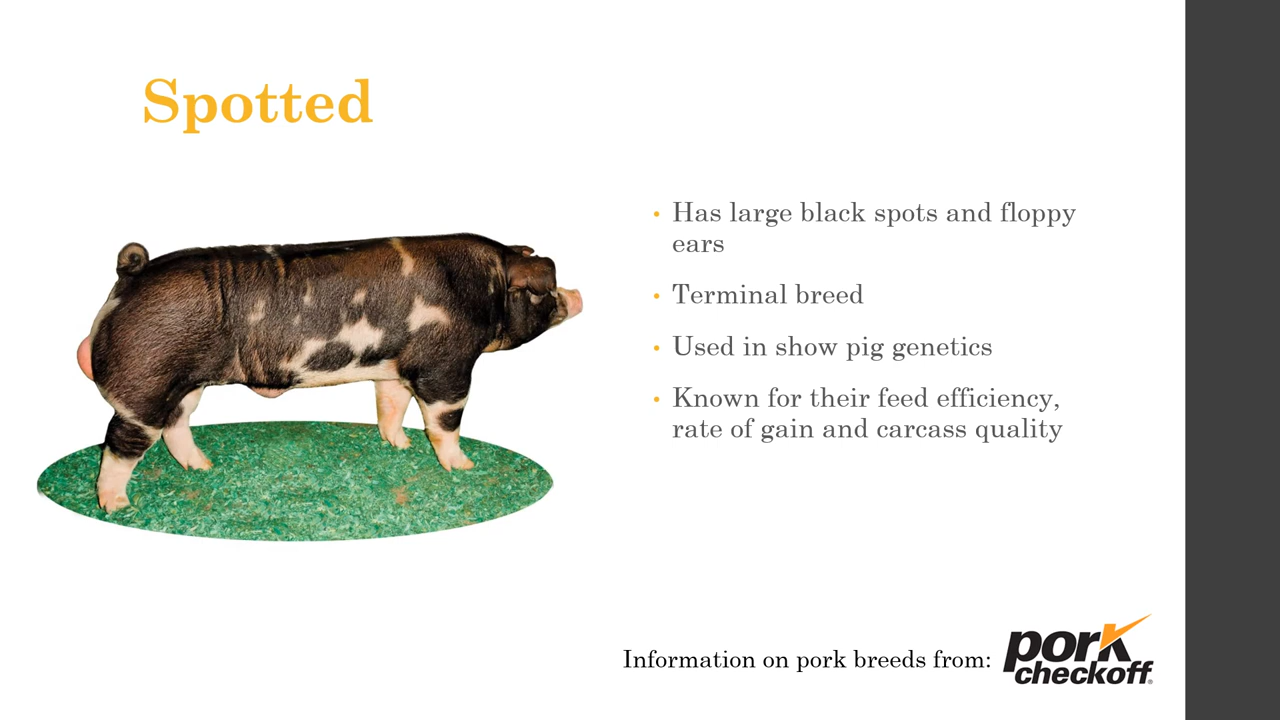 Spotted
• Has large black spots and floppy
ears
• Terminal breed
• Used in show pig genetics
• Known for their feed efficiency,
rate of gain and carcass quality
Information on pork breeds from:
pork
checkoff®